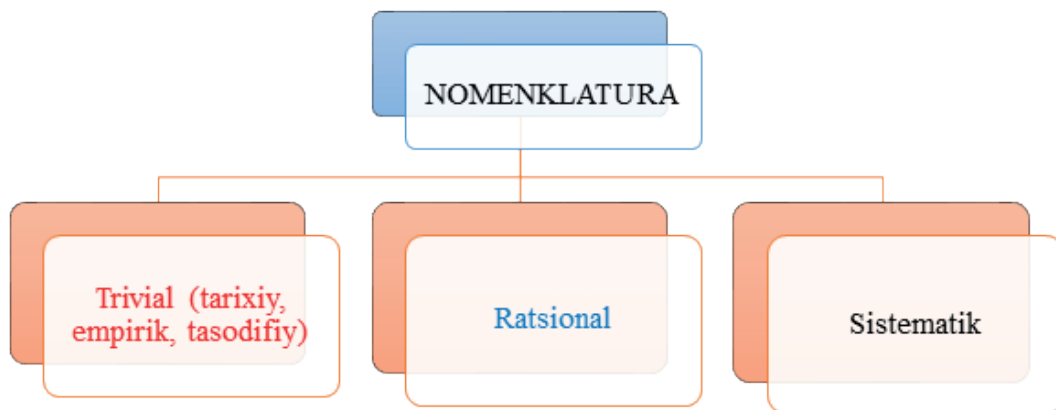 NOMENKLATURA
Trivial (tarixiy,
empirik, tasodifiy)
Ratsional
Sistematik